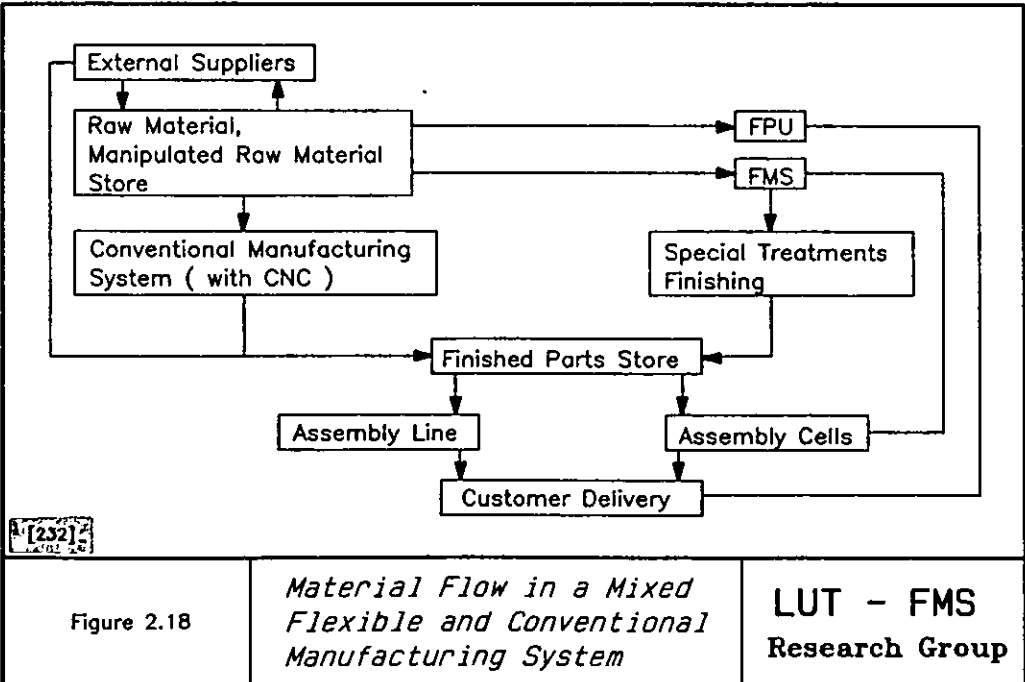 External Suppliers
Raw Material,
Manipulated Raw Material
Store
FPU
FMS
Conventional Manufacturing
System ( with CNC )
Special Treatments
Finishing
Finished Parts Store
Assembly Line
Assembly Cells
Customer Delivery
[232]
Figure 2.18
Material Flow in a Mixed
Flexible and Conventional
Manufacturing System
LUT - FMS
Research Group